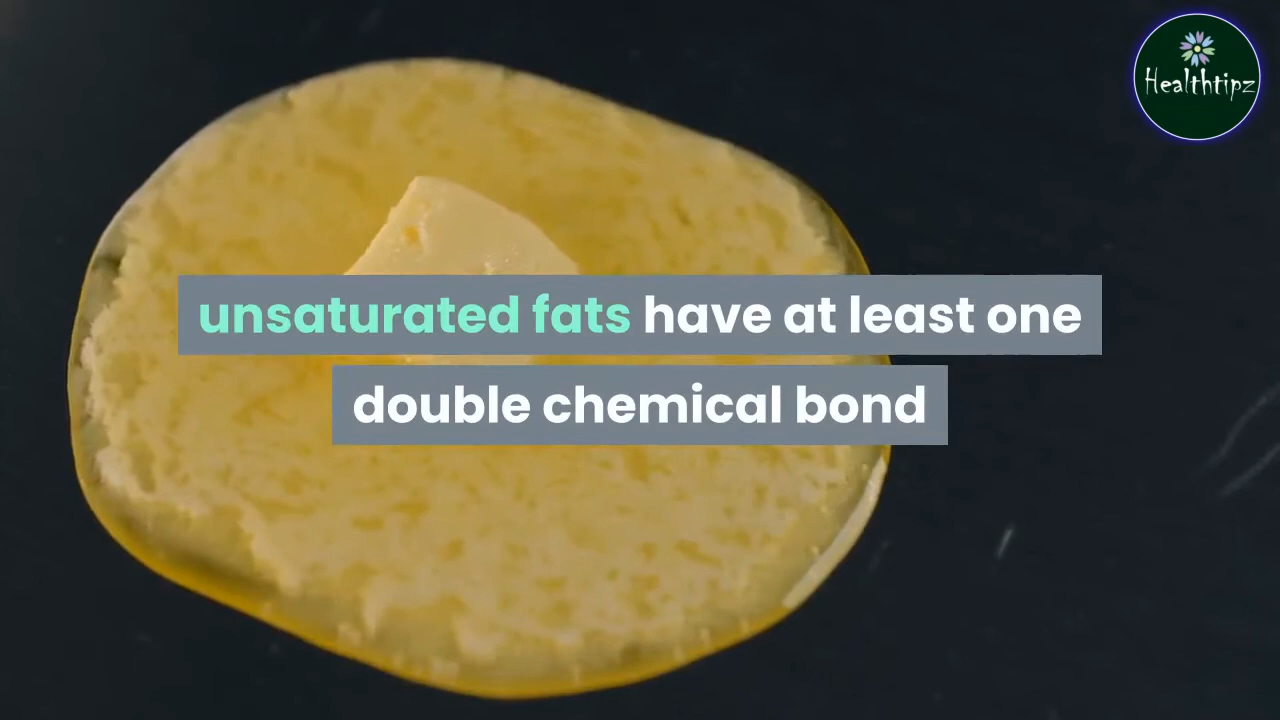 Healthtipz
unsaturated fats have at least one
double chemical bond